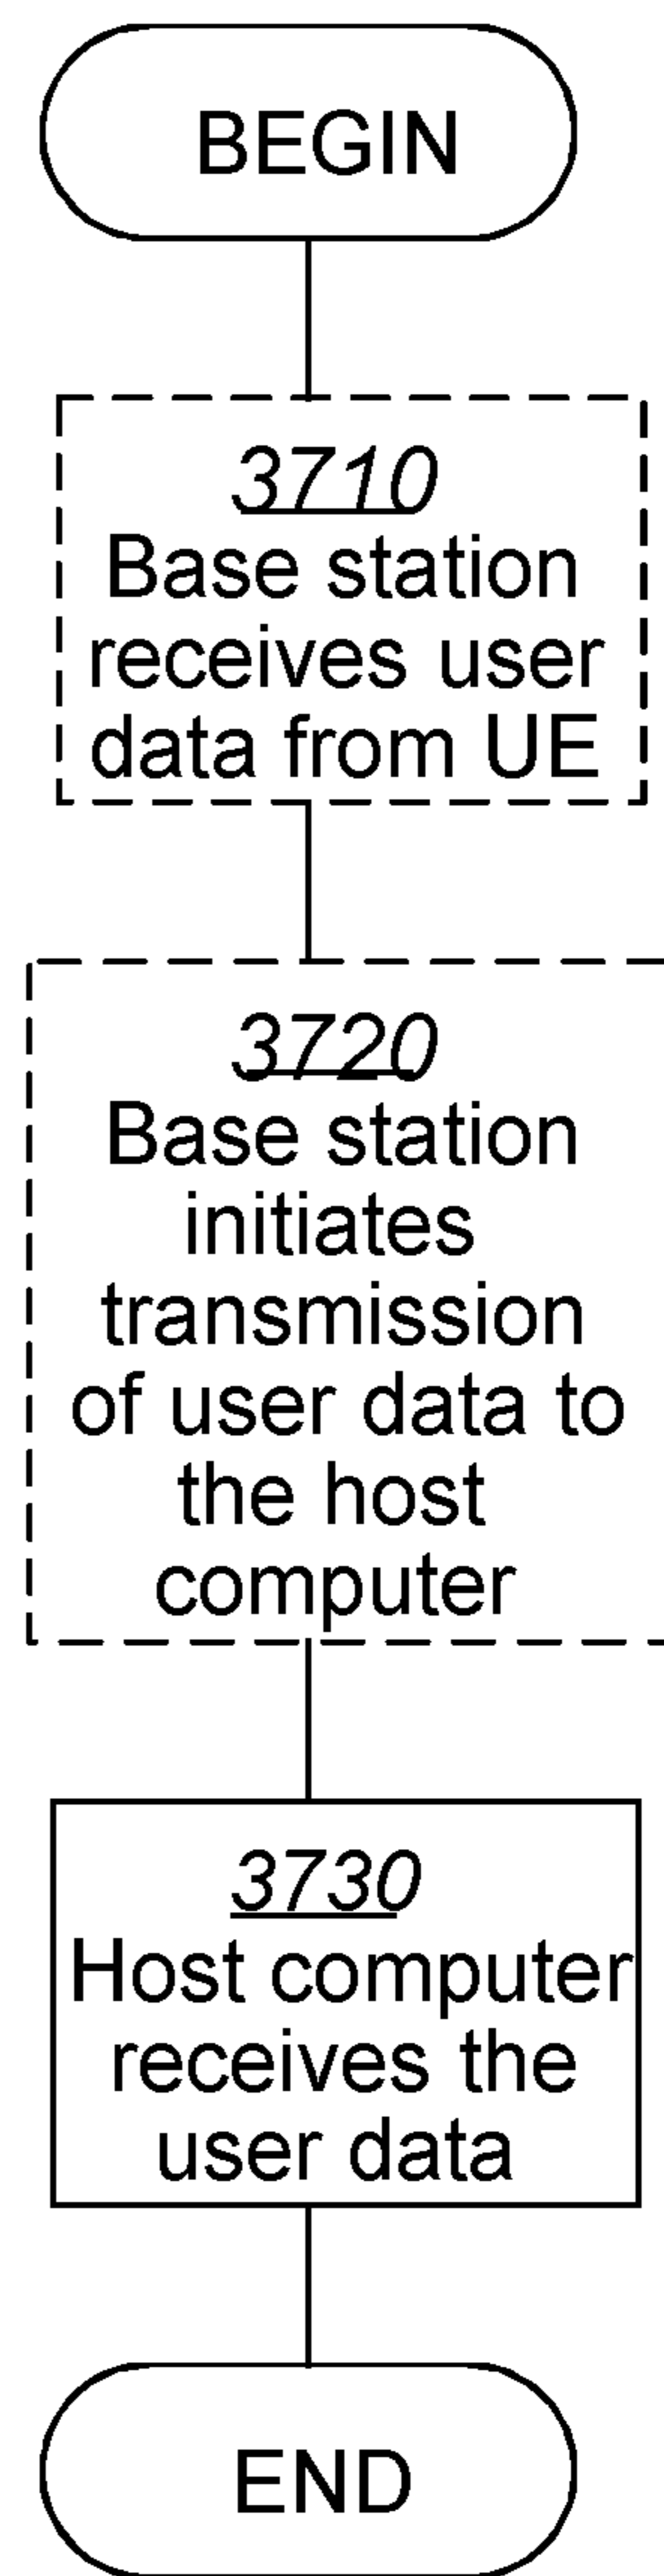 BEGIN
3710
Base station
receives user
data from UE
3720
Base station
initiates
transmission
of user data to
the host
computer
3730
Host computer
receives the
user data
END